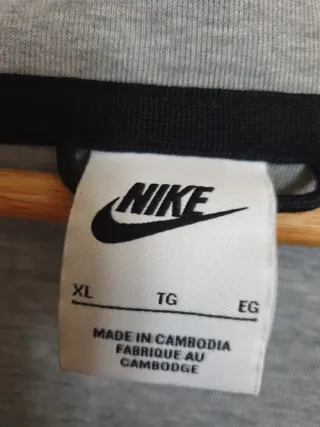 NIKE
XL TG EG
MADE IN CAMBODIA
FABRIQUE AU
CAMBODGE